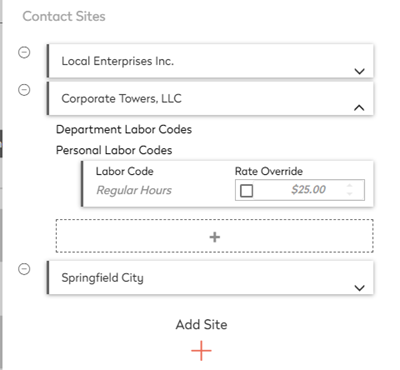 Contact Sites
Local Enterprises Inc.
Corporate Towers, LLC
Department Labor Codes
Personal Labor Codes
Labor Code Rate Override
Regular Hours $25.00
Springfield City
Add Site